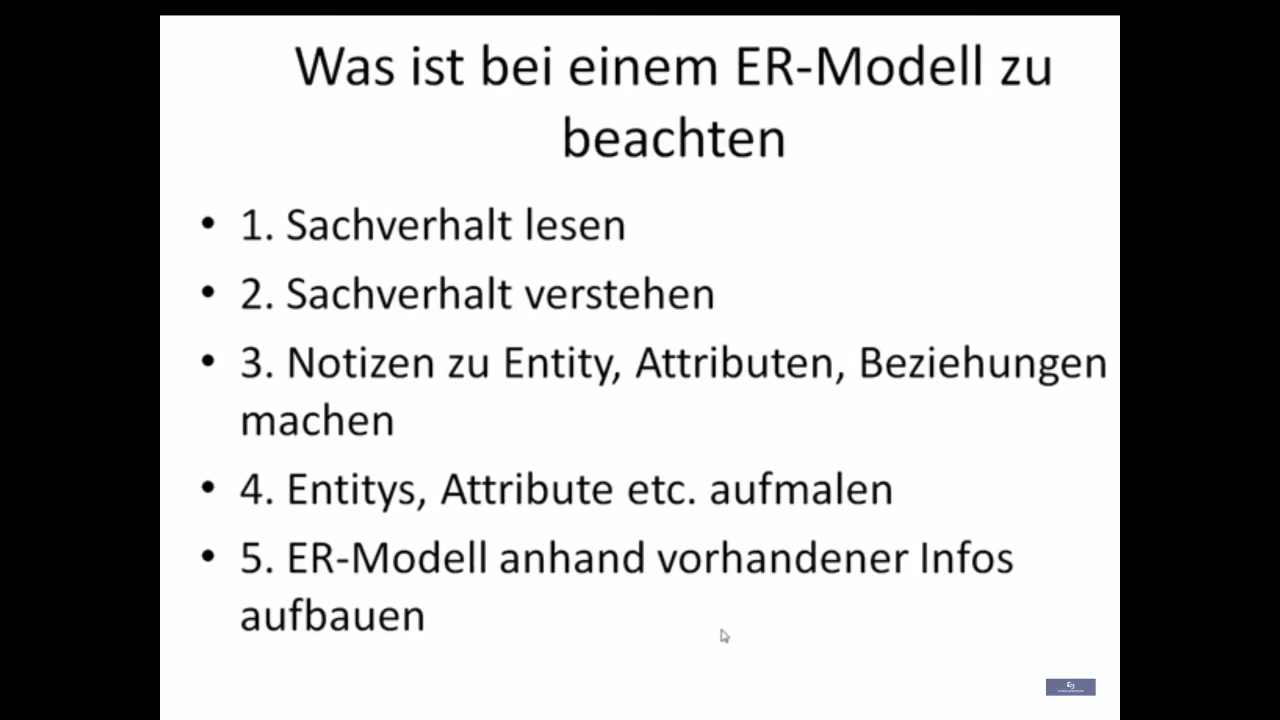 Was ist bei einem ER-Modell zu
beachten
• 1. Sachverhalt lesen
• 2. Sachverhalt verstehen
• 3. Notizen zu Entity, Attributen, Beziehungen
machen
• 4. Entitys, Attribute etc. aufmalen
• 5. ER-Modell anhand vorhandener Infos
aufbauen